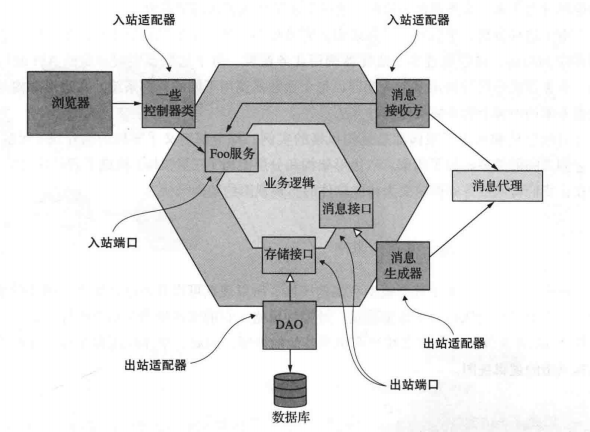 入站适配器
入站适配器
浏览器
一些
控制器类
消息
接收方
Foo服务
业务逻辑
消息代理
消息接口
入站端口
存储接口
消息
生成器
DAO
出站适配器
出站适配器
出站端口
数据库